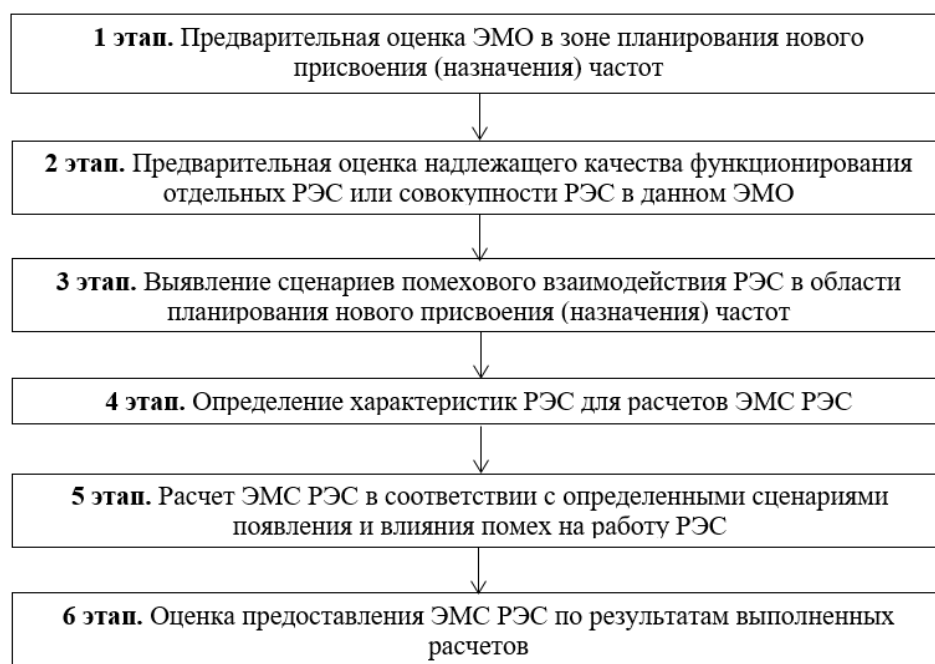 1 этап. Предварительная оценка ЭМО в зоне планирования нового
присвоения (назначения) частот
2 этап. Предварительная оценка надлежащего качества функционирования
отдельных РЭС или совокупности РЭС в данном ЭМО
3 этап. Выявление сценариев помехового взаимодействия РЭС в области
планирования нового присвоения (назначения) частот
4 этап. Определение характеристик РЭС для расчетов ЭМС РЭС
5 этап. Расчет ЭМС РЭС в соответствии с определенными сценариями
появления и влияния помех на работу РЭС
6 этап. Оценка предоставления ЭМС РЭС по результатам выполненных
расчетов